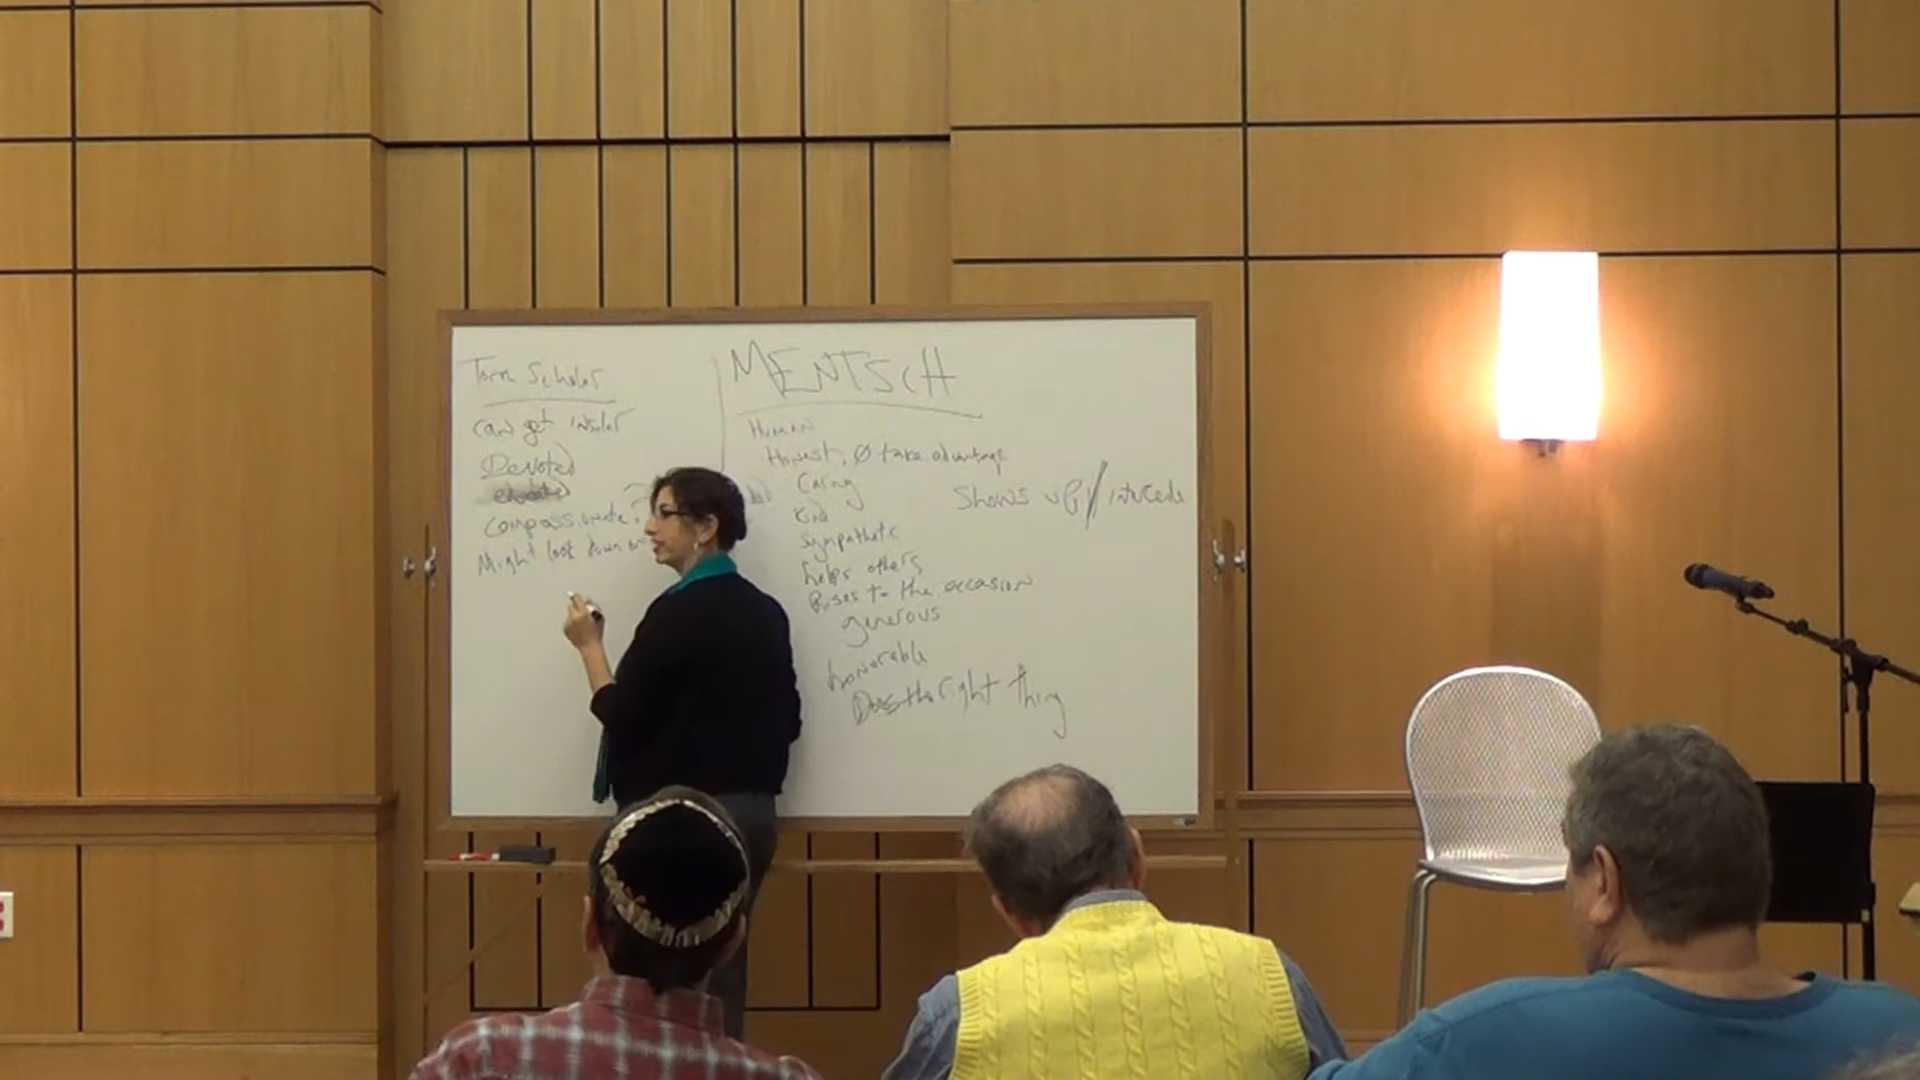 Torn Scholar
can get insular
Devoted
Compassionate,
Might look down on
MENTSCH
Human
Honest, Ø take advantage
Caring
Kind
Sympathetic
helps others
Rises to the occasion
generous
honorable
Does the right thing
Shows up // intercede